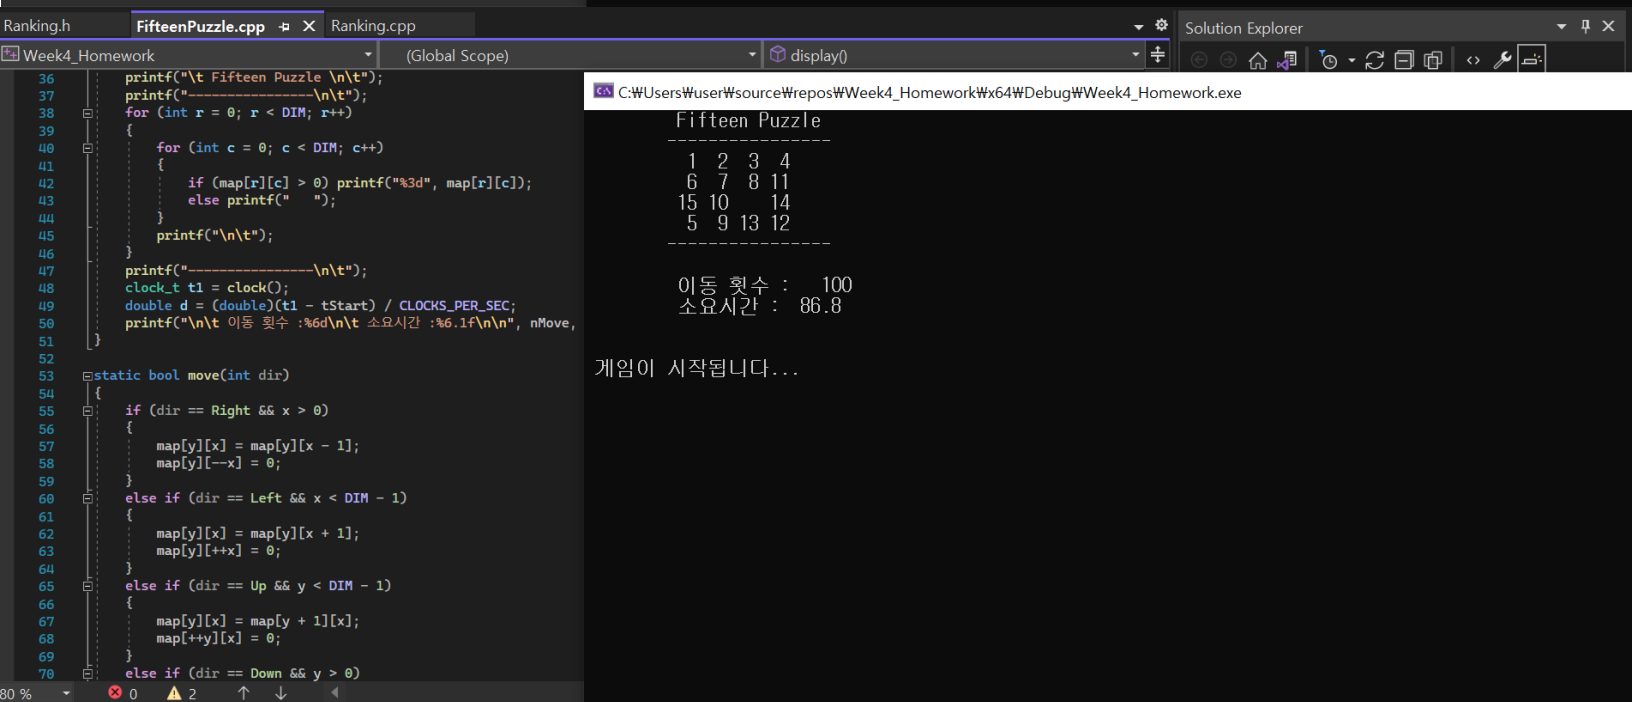 Ranking.h
FifteenPuzzle.cpp
Ranking.cpp
Week4_Homework
(Global Scope)
display()
36 printf("\t Fifteen Puzzle \n\t");
37 printf("----------------\n\t");
38 for (int r = 0; r < DIM; r++)
39 {
40 for (int c = 0; c < DIM; c++)
41 {
42 if (map[r][c] > 0) printf("%3d", map[r][c]);
43 else printf("   ");
44 }
45 printf("\n\t");
46 }
47 printf("----------------\n\t");
48 clock_t t1 = clock();
49 double d = (double)(t1 - tStart) / CLOCKS_PER_SEC;
50 printf("\n\t 이동 횟수 :%6d\n\t 소요시간 :%6.1f\n\n", nMove,
51 }
52
53 static bool move(int dir)
54 {
55 if (dir == Right && x > 0)
56 {
57 map[y][x] = map[y][x - 1];
58 map[y][--x] = 0;
59 }
60 else if (dir == Left && x < DIM - 1)
61 {
62 map[y][x] = map[y][x + 1];
63 map[y][++x] = 0;
64 }
65 else if (dir == Up && y < DIM - 1)
66 {
67 map[y][x] = map[y + 1][x];
68 map[++y][x] = 0;
69 }
70 else if (dir == Down && y > 0)
80 %
0
2
Solution Explorer
C:₩Users₩user₩source₩repos₩Week4_Homework₩x64₩Debug₩Week4_Homework.exe
Fifteen Puzzle
----------------
1 2 3 4
6 7 8 11
15 10 14
5 9 13 12
----------------
이동 횟수 : 100
소요시간 : 86.8
게임이 시작됩니다...